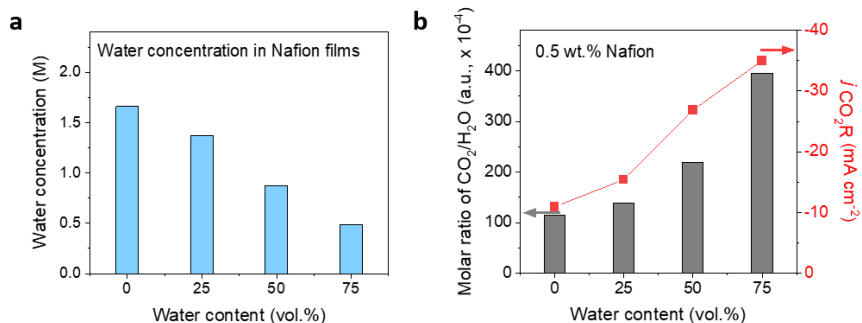 a
Water concentration in Nafion films
Water concentration (M)
2.0
1.5
1.0
0.5
0.0
0 25 50 75
Water content (vol.%)
b
0.5 wt.% Nafion
Molar ratio of CO₂/H₂O (a.u., x 10⁻⁴)
400
300
200
100
0
0 25 50 75
Water content (vol.%)
-40
-30
-20
-10
0
j CO₂R (mA cm⁻²)